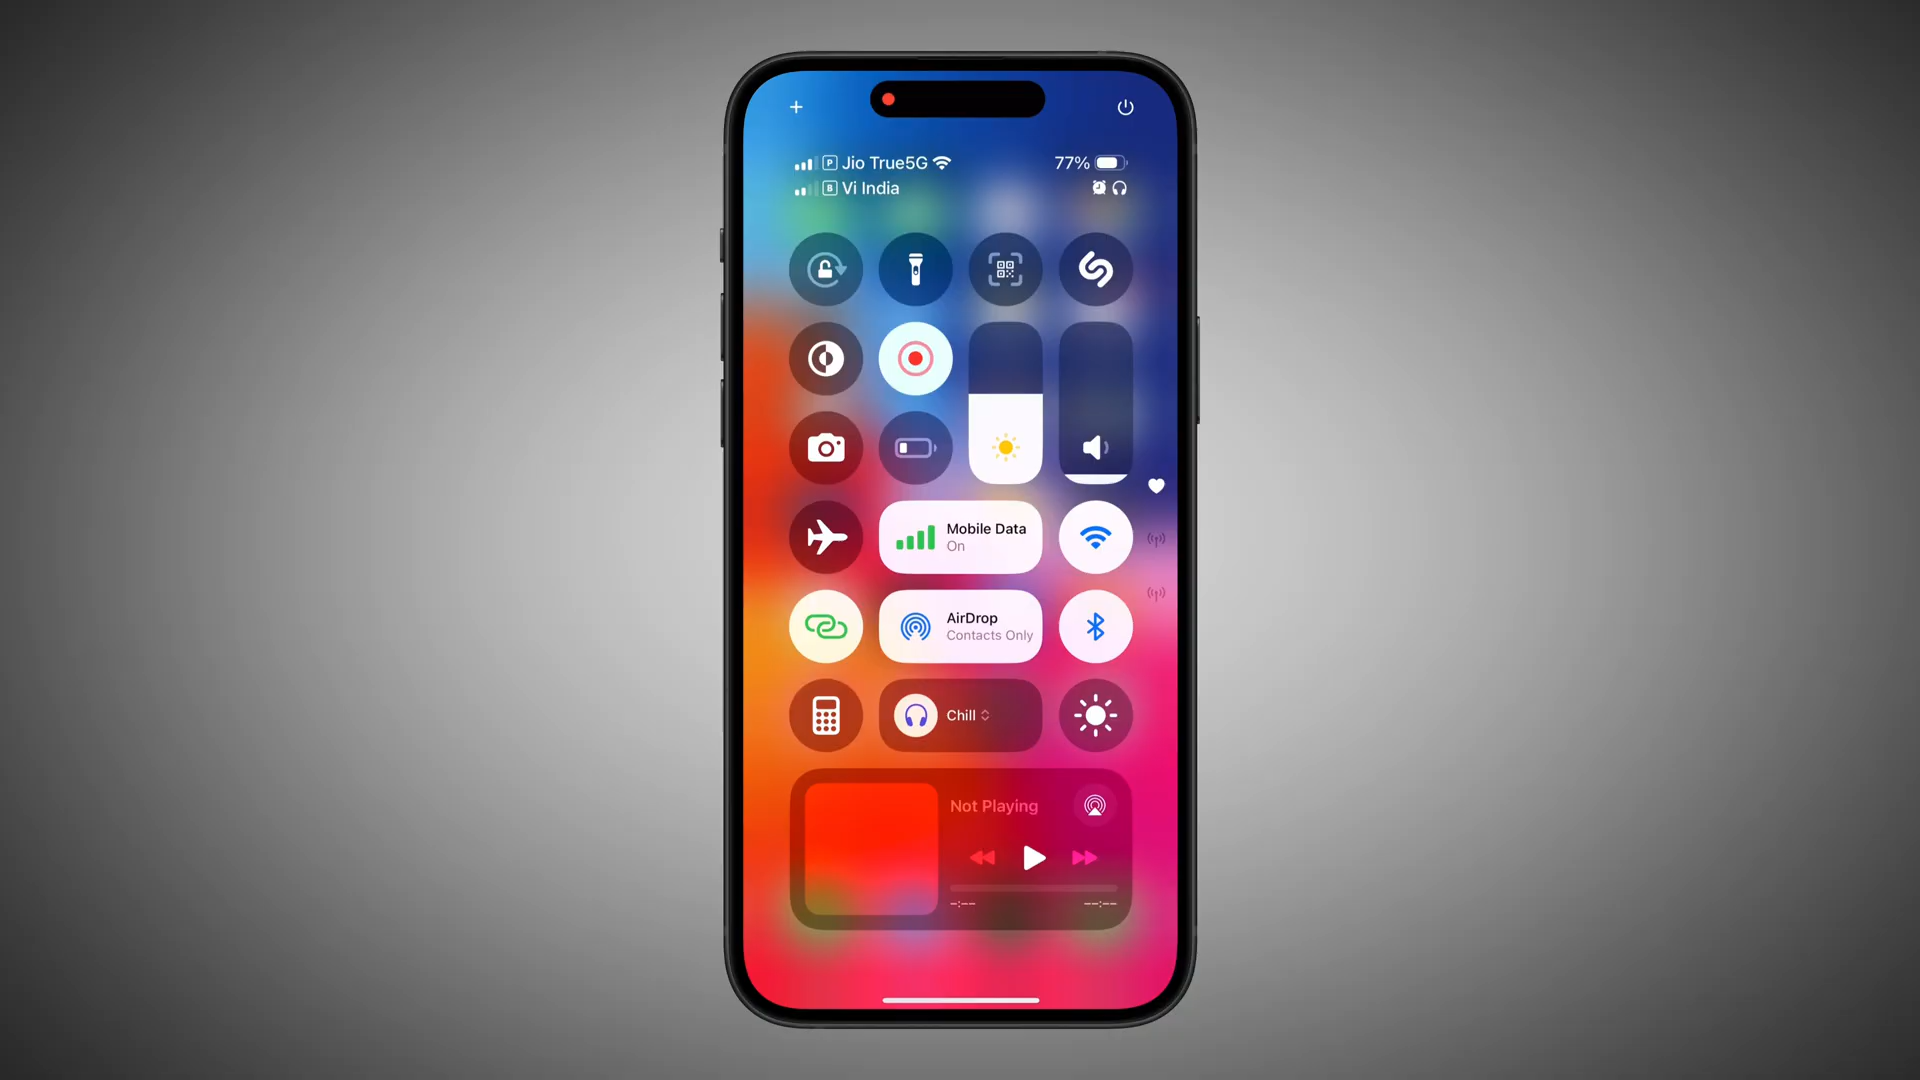 P Jio True5G 77%
B Vi India
Mobile Data
On
AirDrop
Contacts Only
Chill
Not Playing
--:-- --:--